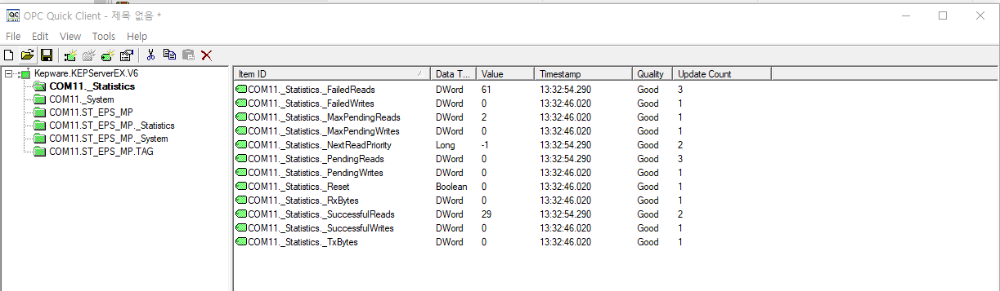 OPC Quick Client - 제목 없음 *
File Edit View Tools Help
Kepware.KEPServerEX.V6
COM11._Statistics
COM11._System
COM11.ST_EPS_MP
COM11.ST_EPS_MP._Statistics
COM11.ST_EPS_MP._System
COM11.ST_EPS_MP.TAG
Item ID Data T... Value Timestamp Quality Update Count
COM11._Statistics._FailedReads DWord 61 13:32:54.290 Good 3
COM11._Statistics._FailedWrites DWord 0 13:32:46.020 Good 1
COM11._Statistics._MaxPendingReads DWord 2 13:32:46.020 Good 1
COM11._Statistics._MaxPendingWrites DWord 0 13:32:46.020 Good 1
COM11._Statistics._NextReadPriority Long -1 13:32:54.290 Good 2
COM11._Statistics._PendingReads DWord 0 13:32:54.290 Good 3
COM11._Statistics._PendingWrites DWord 0 13:32:46.020 Good 1
COM11._Statistics._Reset Boolean 0 13:32:46.020 Good 1
COM11._Statistics._RxBytes DWord 0 13:32:46.020 Good 1
COM11._Statistics._SuccessfulReads DWord 29 13:32:54.290 Good 2
COM11._Statistics._SuccessfulWrites DWord 0 13:32:46.020 Good 1
COM11._Statistics._TxBytes DWord 0 13:32:46.020 Good 1